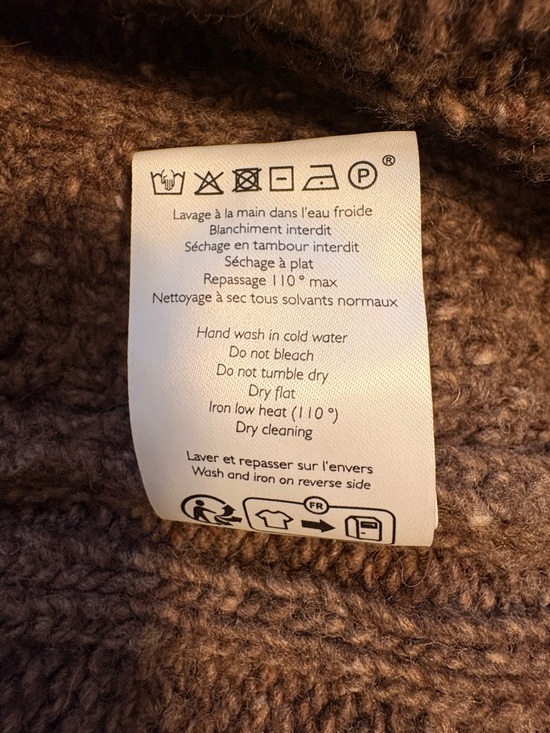 P ®
Lavage à la main dans l'eau froide
Blanchiment interdit
Séchage en tambour interdit
Séchage à plat
Repassage 110° max
Nettoyage à sec tous solvants normaux
Hand wash in cold water
Do not bleach
Do not tumble dry
Dry flat
Iron low heat (110°)
Dry cleaning
Laver et repasser sur l'envers
Wash and iron on reverse side
FR